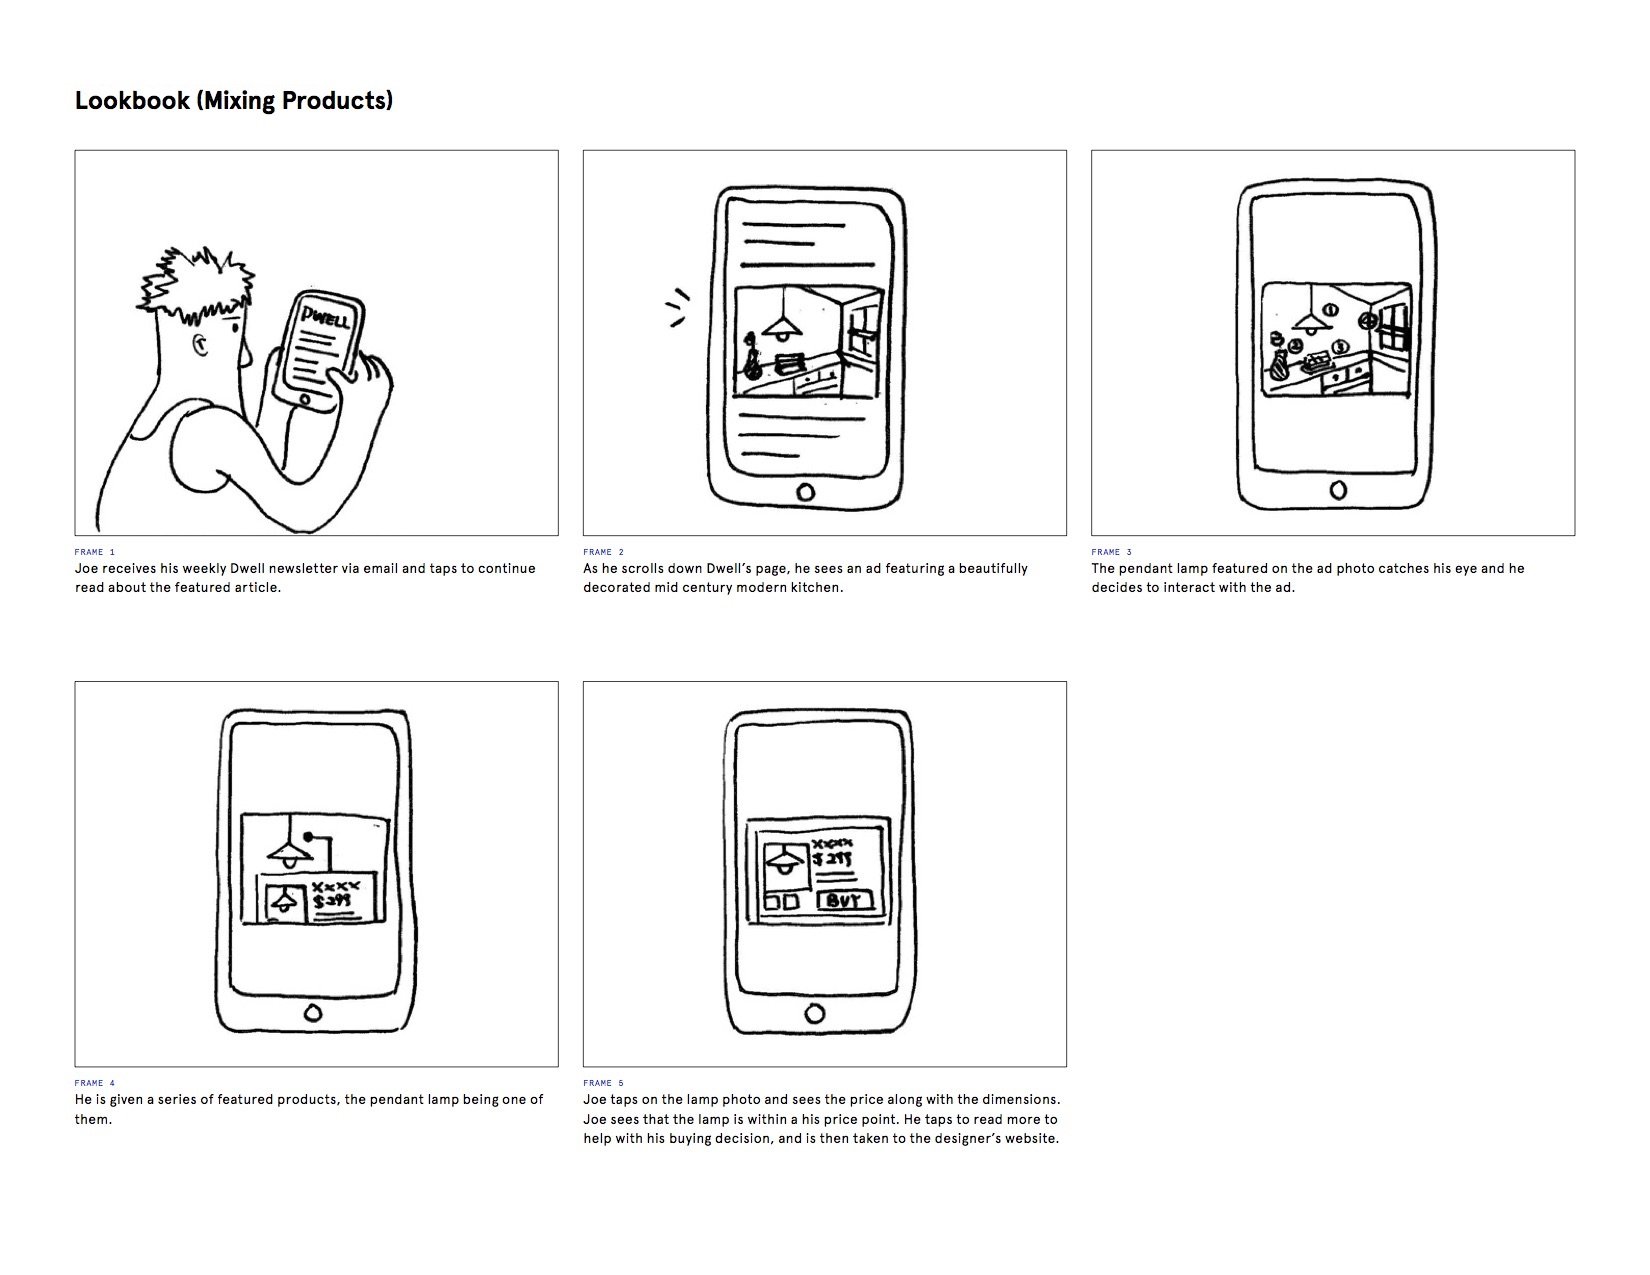 Lookbook (Mixing Products)
DWELL
FRAME 1
Joe receives his weekly Dwell newsletter via email and taps to continue
read about the featured article.
FRAME 2
As he scrolls down Dwell's page, he sees an ad featuring a beautifully
decorated mid century modern kitchen.
1
2
3
4
FRAME 3
The pendant lamp featured on the ad photo catches his eye and he
decides to interact with the ad.
XXXX
$299
FRAME 4
He is given a series of featured products, the pendant lamp being one of
them.
XXXX
$299
BUY
FRAME 5
Joe taps on the lamp photo and sees the price along with the dimensions.
Joe sees that the lamp is within a his price point. He taps to read more to
help with his buying decision, and is then taken to the designer's website.